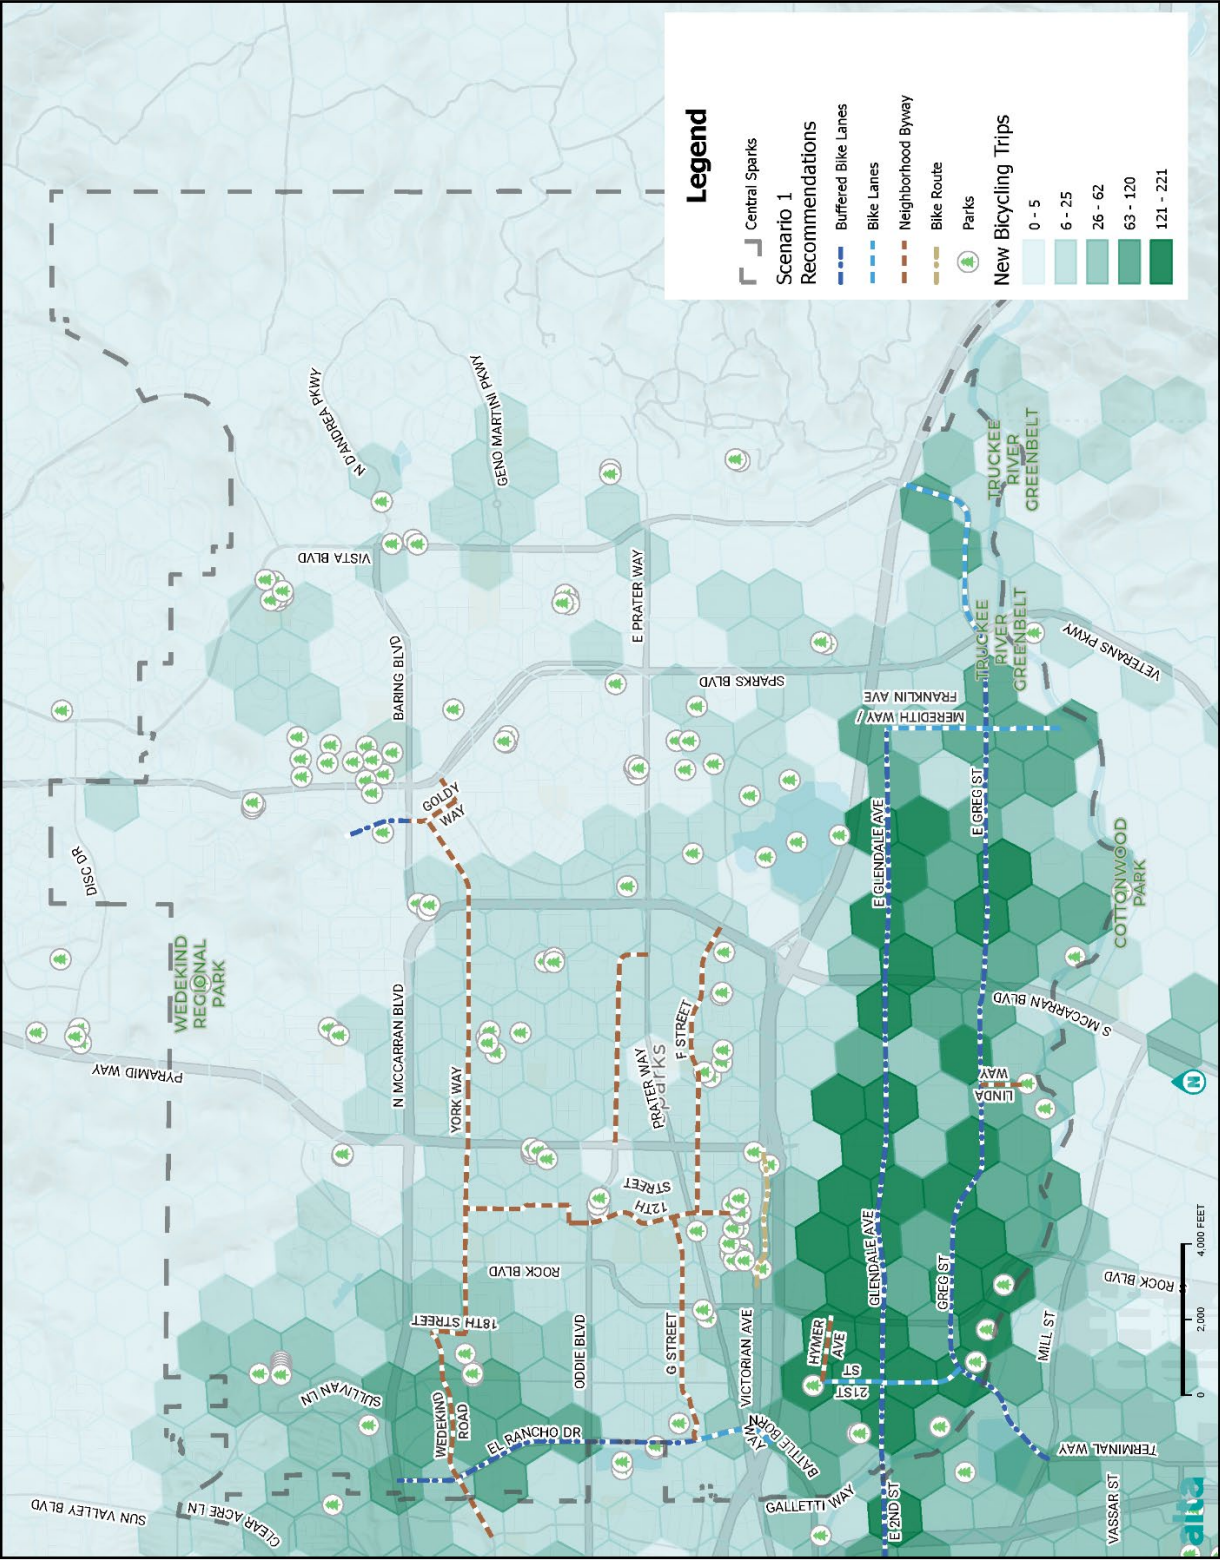 Legend
Central Sparks
Scenario 1
Recommendations
Buffered Bike Lanes
Bike Lanes
Neighborhood Byway
Bike Route
Parks
New Bicycling Trips
0 - 5
6 - 25
26 - 62
63 - 120
121 - 221
SUN VALLEY BLVD
CLEAR ACRE LN
SULLIVAN LN
PYRAMID WAY
WEDEKIND
REGIONAL
PARK
DISC DR
VISTA BLVD
N D'ANDREA PKWY
GENO MARTINI PKWY
BARING BLVD
N MCCARRAN BLVD
GOLDY
WAY
YORK WAY
18TH STREET
WEDEKIND
ROAD
EL RANCHO DR
ROCK BLVD
ODDIE BLVD
12TH
STREET
PRATER WAY
E PRATER WAY
Sparks
F STREET
G STREET
SPARKS BLVD
VICTORIAN AVE
BATTLE BORN
WAY
GALLETTI WAY
HYMER
AVE
21ST
ST
E 2ND ST
GLENDALE AVE
E GLENDALE AVE
MEREDITH WAY /
FRANKLIN AVE
GREG ST
E GREG ST
LINDA
WAY
S MCCARRAN BLVD
TRUCKEE
RIVER
GREENBELT
TRUCKEE
RIVER
GREENBELT
VETERANS PKWY
COTTONWOOD
PARK
MILL ST
ROCK BLVD
TERMINAL WAY
VASSAR ST
N
0
2,000
4,000 FEET
alta